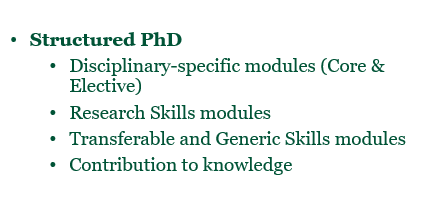 • Structured PhD
• Disciplinary-specific modules (Core &
Elective)
• Research Skills modules
• Transferable and Generic Skills modules
• Contribution to knowledge